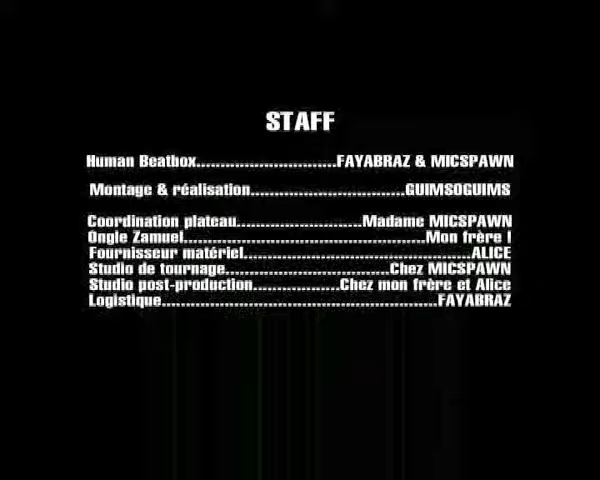 STAFF
Human Beatbox.............................FAYABRAZ & MICSPAWN
Montage & réalisation................................GUIMSOGUIMS
Coordination plateau..........................Madame MICSPAWN
Ongle Zamuel..................................................Mon frère !
Fournisseur matériel...............................................ALICE
Studio de tournage..................................Chez MICSPAWN
Studio post-production..................Chez mon frère et Alice
Logistique.........................................................FAYABRAZ